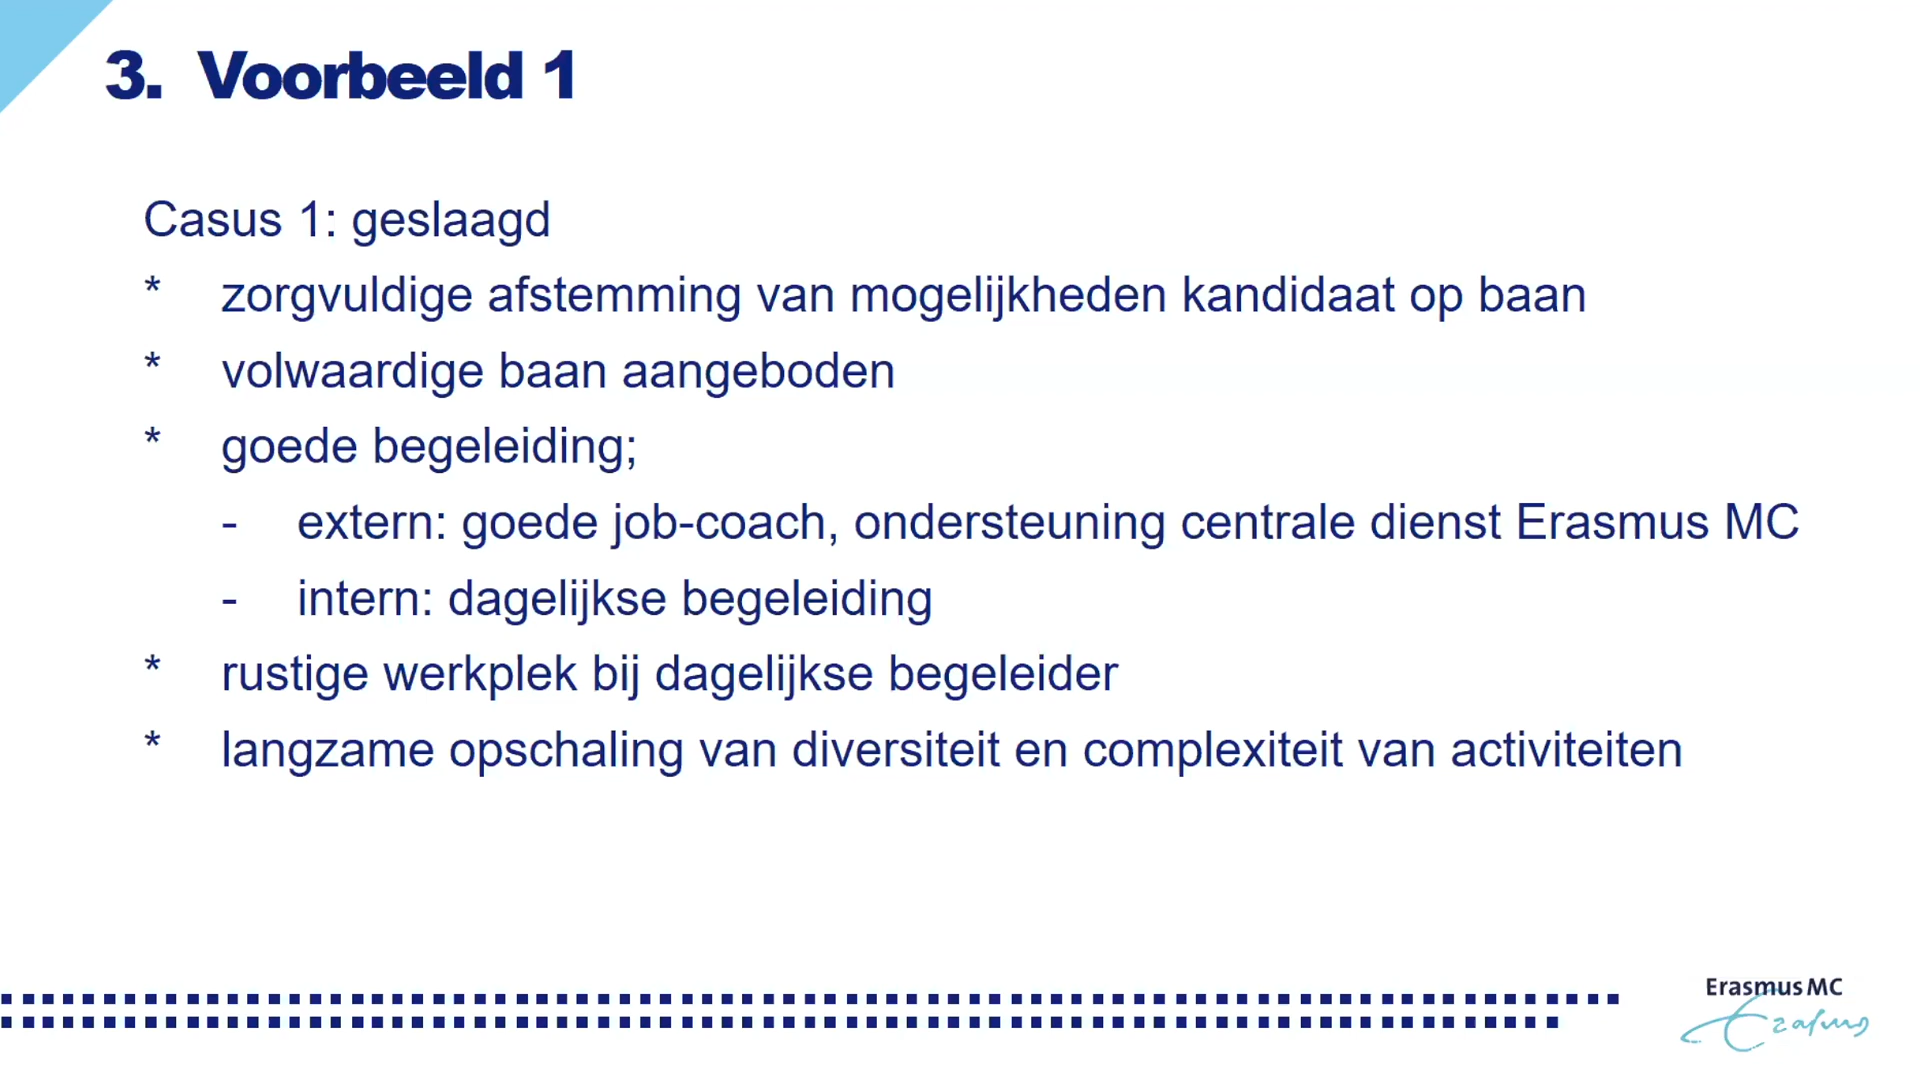 3. Voorbeeld 1
Casus 1: geslaagd
* zorgvuldige afstemming van mogelijkheden kandidaat op baan
* volwaardige baan aangeboden
* goede begeleiding;
- extern: goede job-coach, ondersteuning centrale dienst Erasmus MC
- intern: dagelijkse begeleiding
* rustige werkplek bij dagelijkse begeleider
* langzame opschaling van diversiteit en complexiteit van activiteiten
Erasmus MC
Erasmus